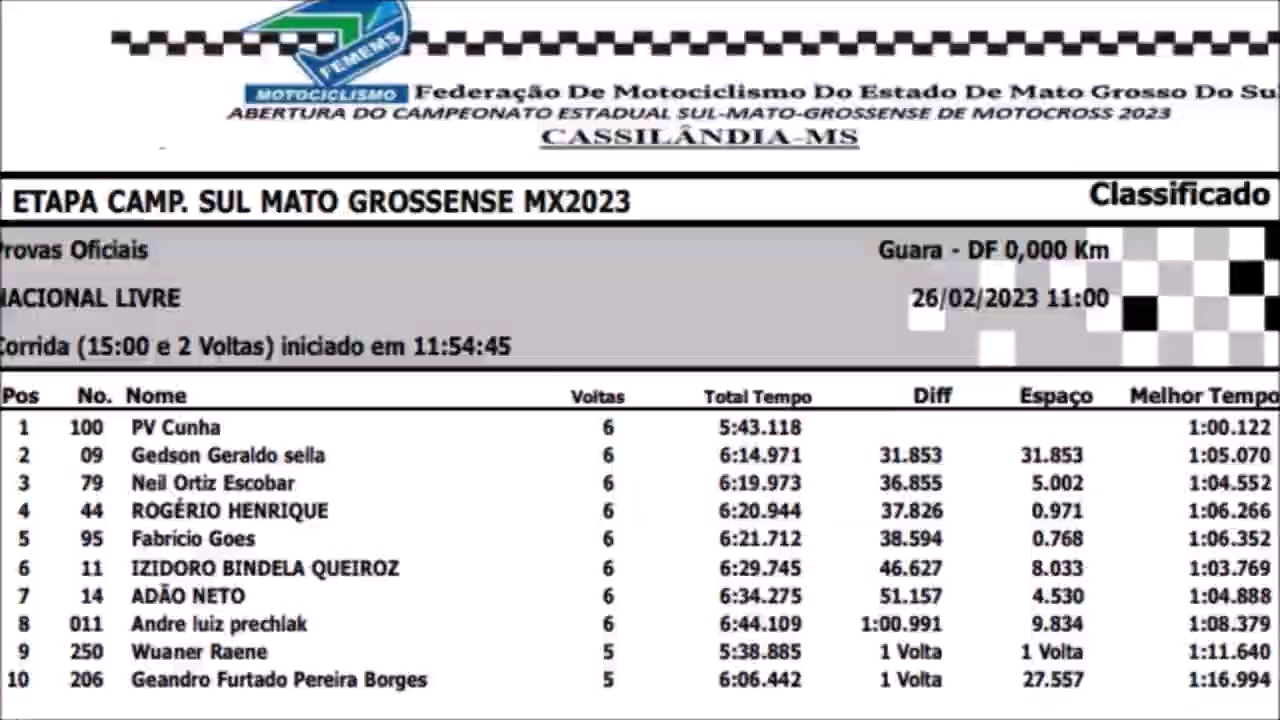 FEMEMS
MOTOCICLISMO Federação De Motociclismo Do Estado De Mato Grosso Do Su
ABERTURA DO CAMPEONATO ESTADUAL SUL-MATO-GROSSENSE DE MOTOCROSS 2023
CASSILÂNDIA-MS
ETAPA CAMP. SUL MATO GROSSENSE MX2023 Classificado
Provas Oficiais Guara - DF 0,000 Km
NACIONAL LIVRE 26/02/2023 11:00
Corrida (15:00 e 2 Voltas) iniciado em 11:54:45
Pos No. Nome Voltas Total Tempo Diff Espaço Melhor Tempo
1 100 PV Cunha 6 5:43.118 1:00.122
2 09 Gedson Geraldo sella 6 6:14.971 31.853 31.853 1:05.070
3 79 Neil Ortiz Escobar 6 6:19.973 36.855 5.002 1:04.552
4 44 ROGÉRIO HENRIQUE 6 6:20.944 37.826 0.971 1:06.266
5 95 Fabricio Goes 6 6:21.712 38.594 0.768 1:06.352
6 11 IZIDORO BINDELA QUEIROZ 6 6:29.745 46.627 8.033 1:03.769
7 14 ADÃO NETO 6 6:34.275 51.157 4.530 1:04.888
8 011 Andre luiz prechlak 6 6:44.109 1:00.991 9.834 1:08.379
9 250 Wuaner Raene 5 5:38.885 1 Volta 1 Volta 1:11.640
10 206 Geandro Furtado Pereira Borges 5 6:06.442 1 Volta 27.557 1:16.994